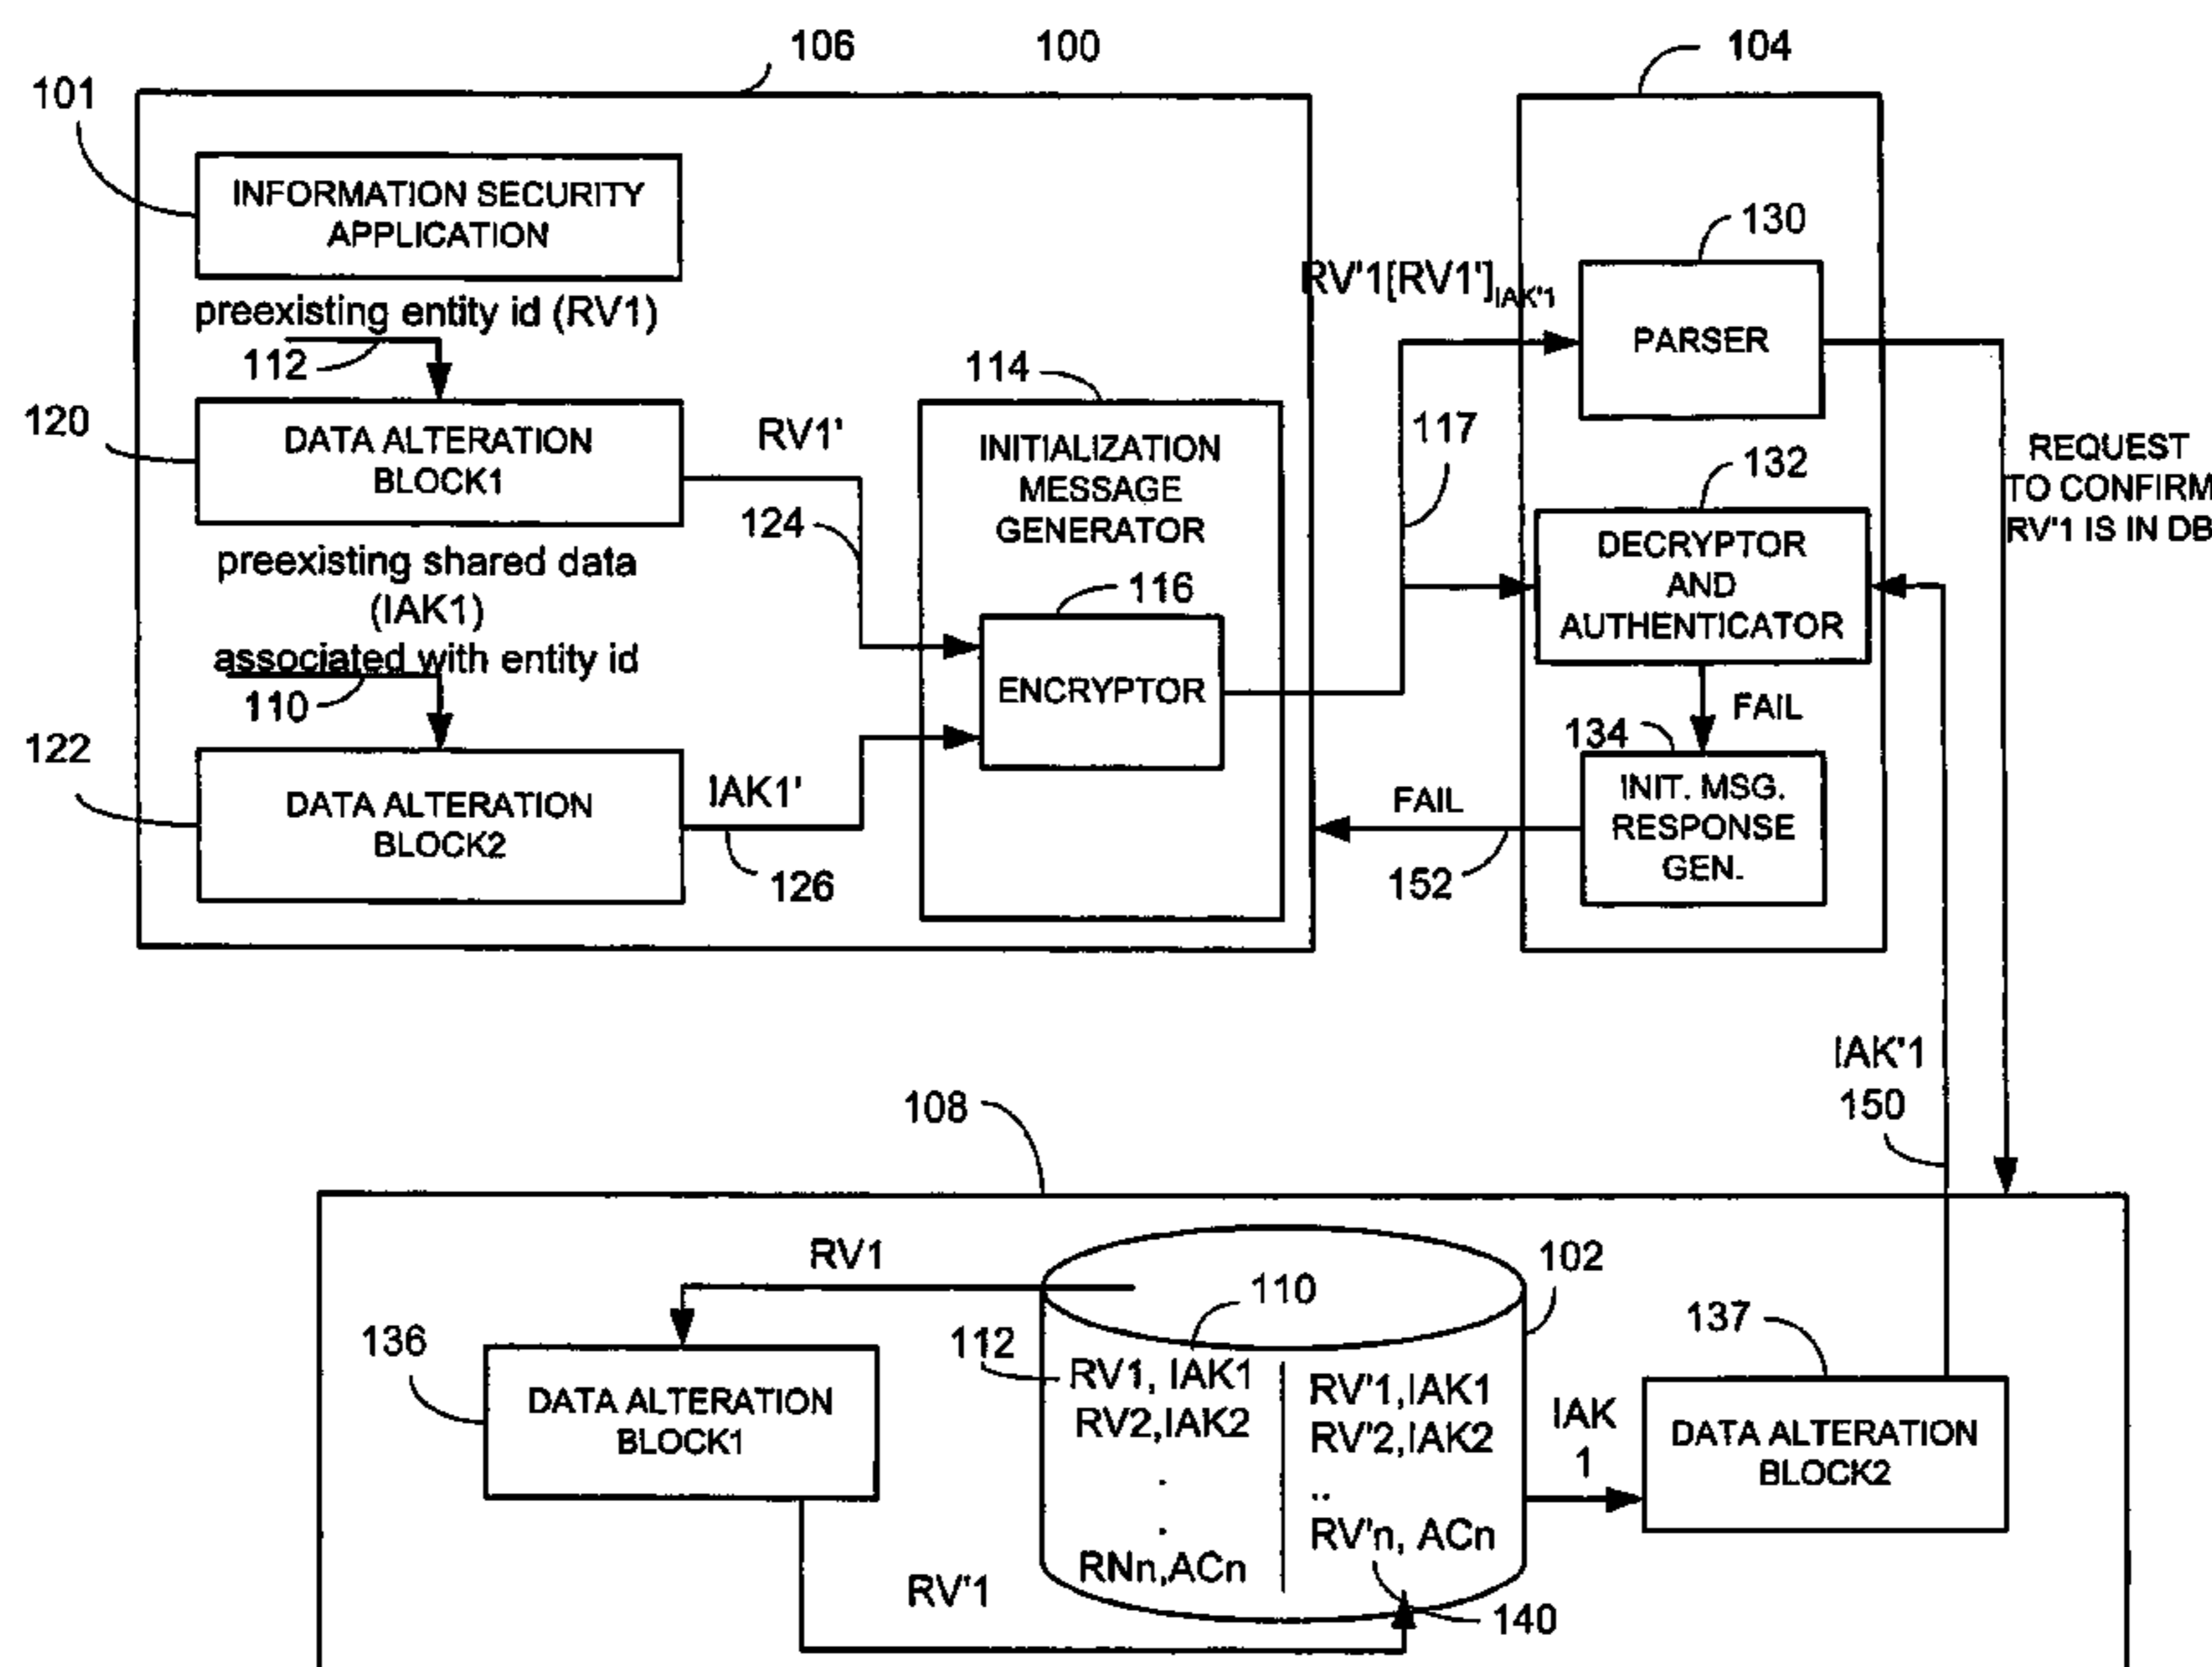 106
100
104
101
INFORMATION SECURITY
APPLICATION
preexisting entity id (RV1)
112
120
DATA ALTERATION
BLOCK1
RV1'
124
preexisting shared data
(IAK1)
associated with entity id
110
122
DATA ALTERATION
BLOCK2
IAK1'
126
114
INITIALIZATION
MESSAGE
GENERATOR
116
ENCRYPTOR
RV'1[RV1']IAK'1
117
130
PARSER
132
DECRYPTOR
AND
AUTHENTICATOR
FAIL
134
INIT. MSG.
RESPONSE
GEN.
FAIL
152
REQUEST
TO CONFIRM
RV'1 IS IN DB
IAK'1
150
108
RV1
136
DATA ALTERATION
BLOCK1
RV'1
102
110
112
RV1, IAK1
RV2,IAK2
.
.
RNn,ACn
RV'1,IAK1
RV'2,IAK2
..
RV'n, ACn
140
IAK
1
137
DATA ALTERATION
BLOCK2